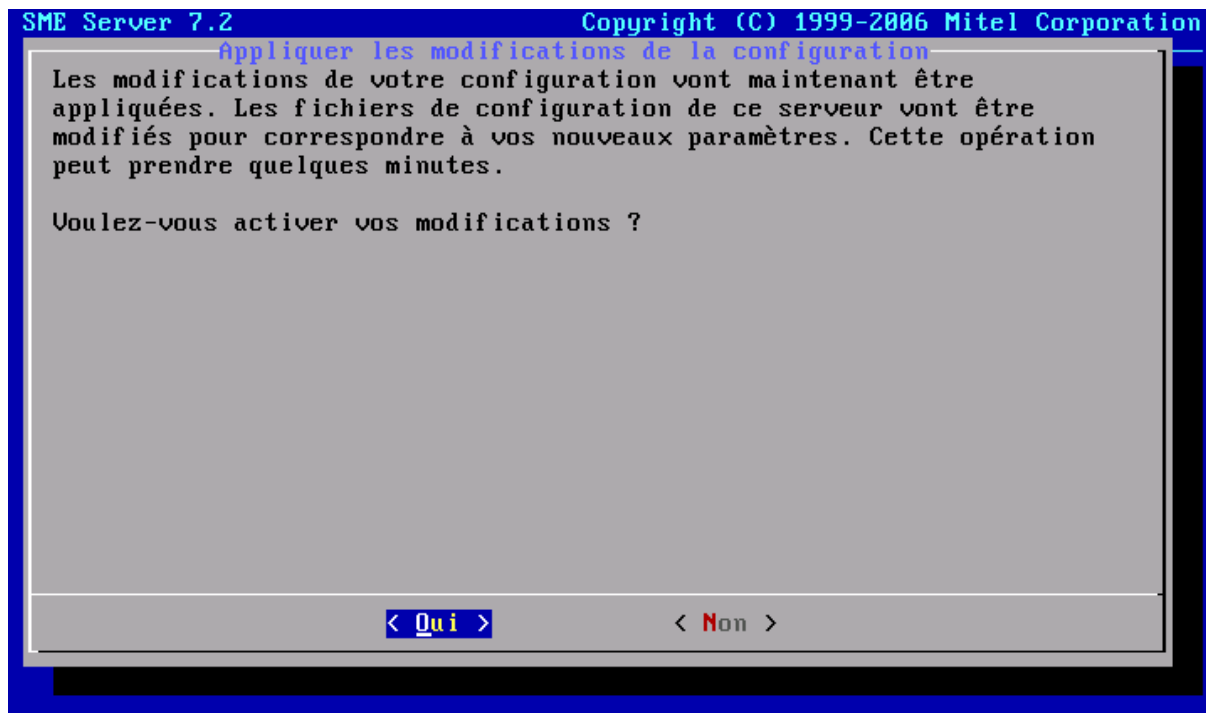 SME Server 7.2 Copyright (C) 1999-2006 Mitel Corporation
Appliquer les modifications de la configuration
Les modifications de votre configuration vont maintenant être
appliquées. Les fichiers de configuration de ce serveur vont être
modifiés pour correspondre à vos nouveaux paramètres. Cette opération
peut prendre quelques minutes.
Voulez-vous activer vos modifications ?
< Oui > < Non >